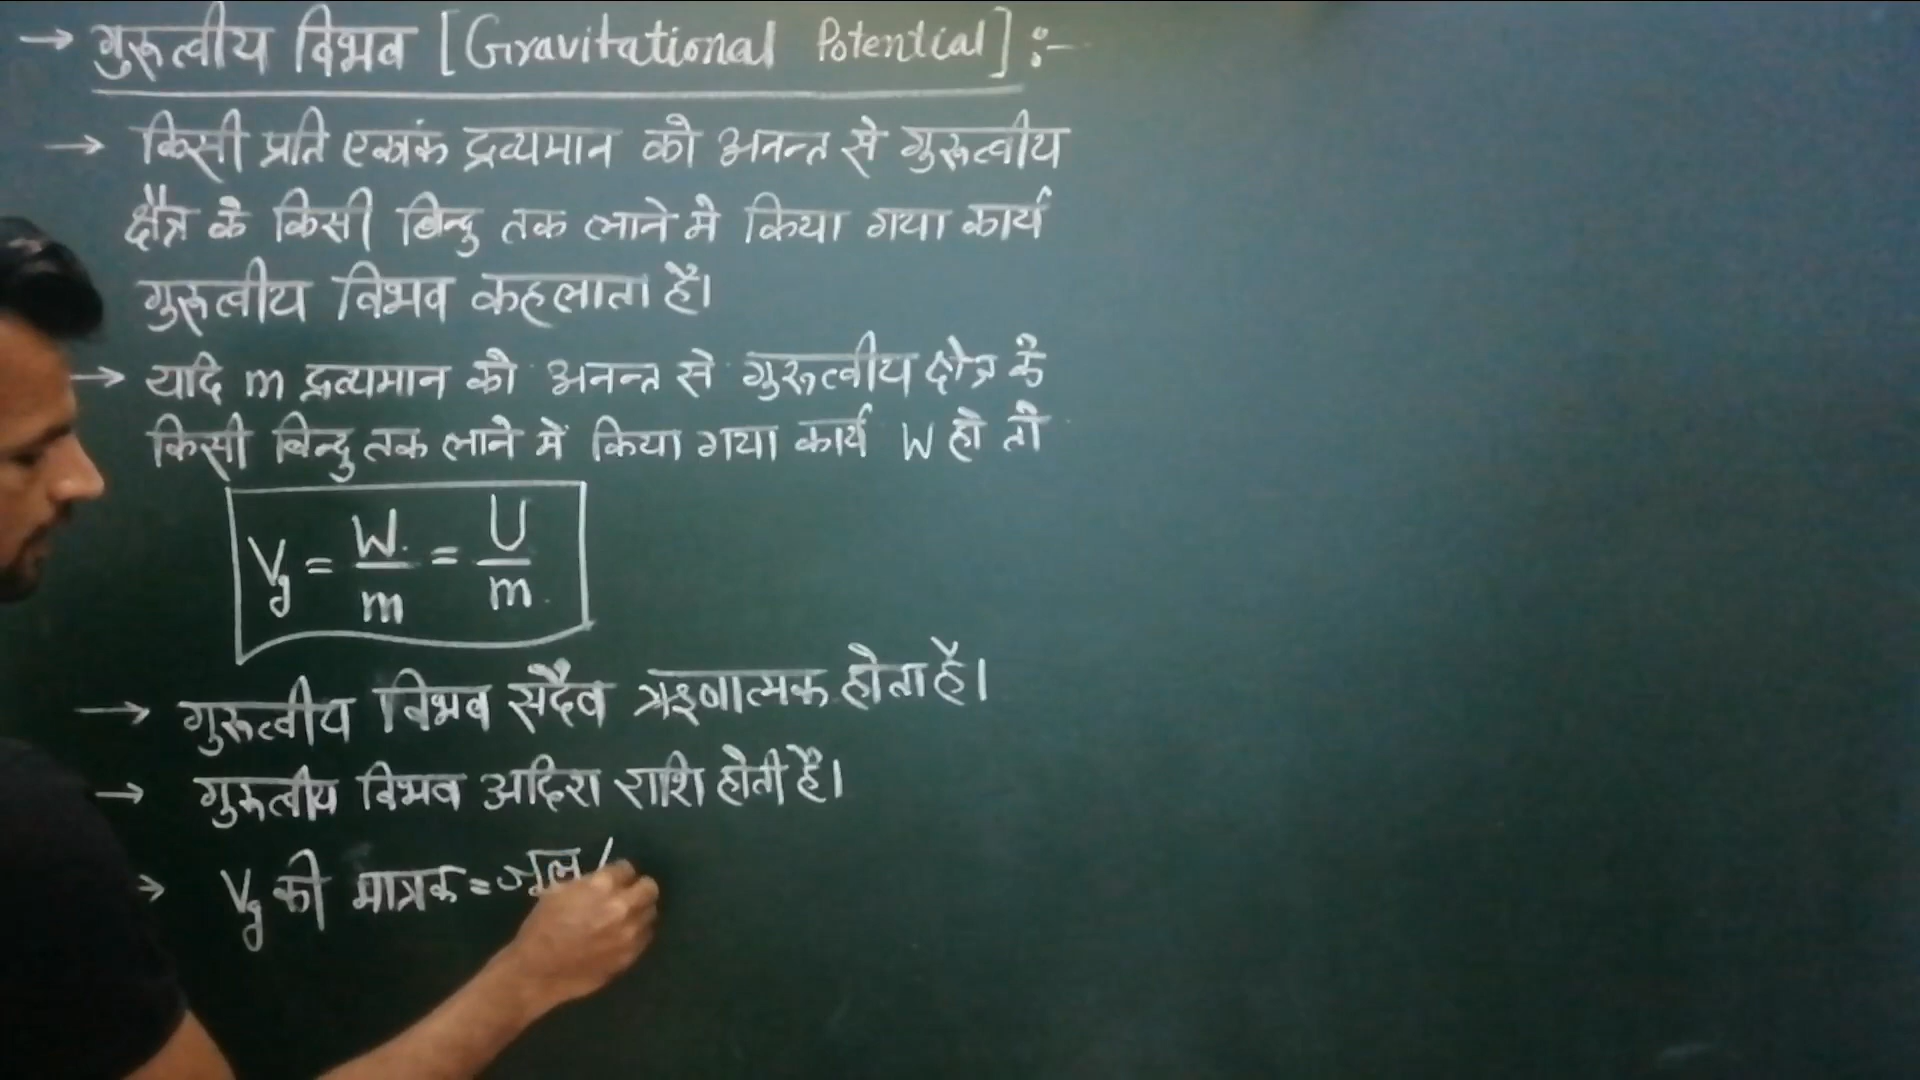 → गुरुत्वीय विभव [Gravitational Potential] :-
→ किसी प्रति एकांक द्रव्यमान को अनन्त से गुरुत्वीय
क्षैत्र के किसी बिन्दु तक लाने मे किया गया कार्य
गुरुत्वीय विभव कहलाता है।
→ यदि m द्रव्यमान को अनन्त से गुरुत्वीय क्षेत्र के
किसी बिन्दु तक लाने में किया गया कार्य W हो तो
Vg = W/m = U/m
→ गुरुत्वीय विभव सदैव ऋणात्मक होता है।
→ गुरुत्वीय विभव अदिश राशि होती है।
→ Vg की मात्रक = जूल /